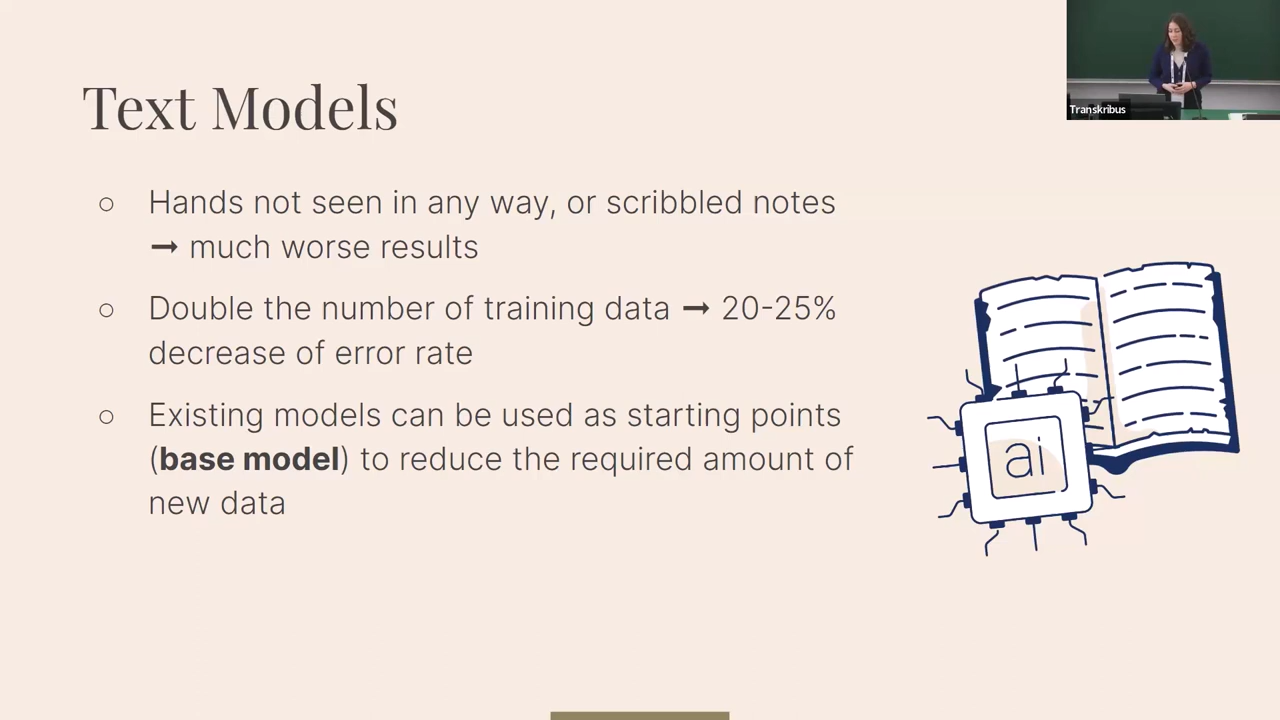 Transkribus
Text Models
○ Hands not seen in any way, or scribbled notes
➞ much worse results
○ Double the number of training data ➞ 20-25%
decrease of error rate
○ Existing models can be used as starting points
(base model) to reduce the required amount of
new data
ai